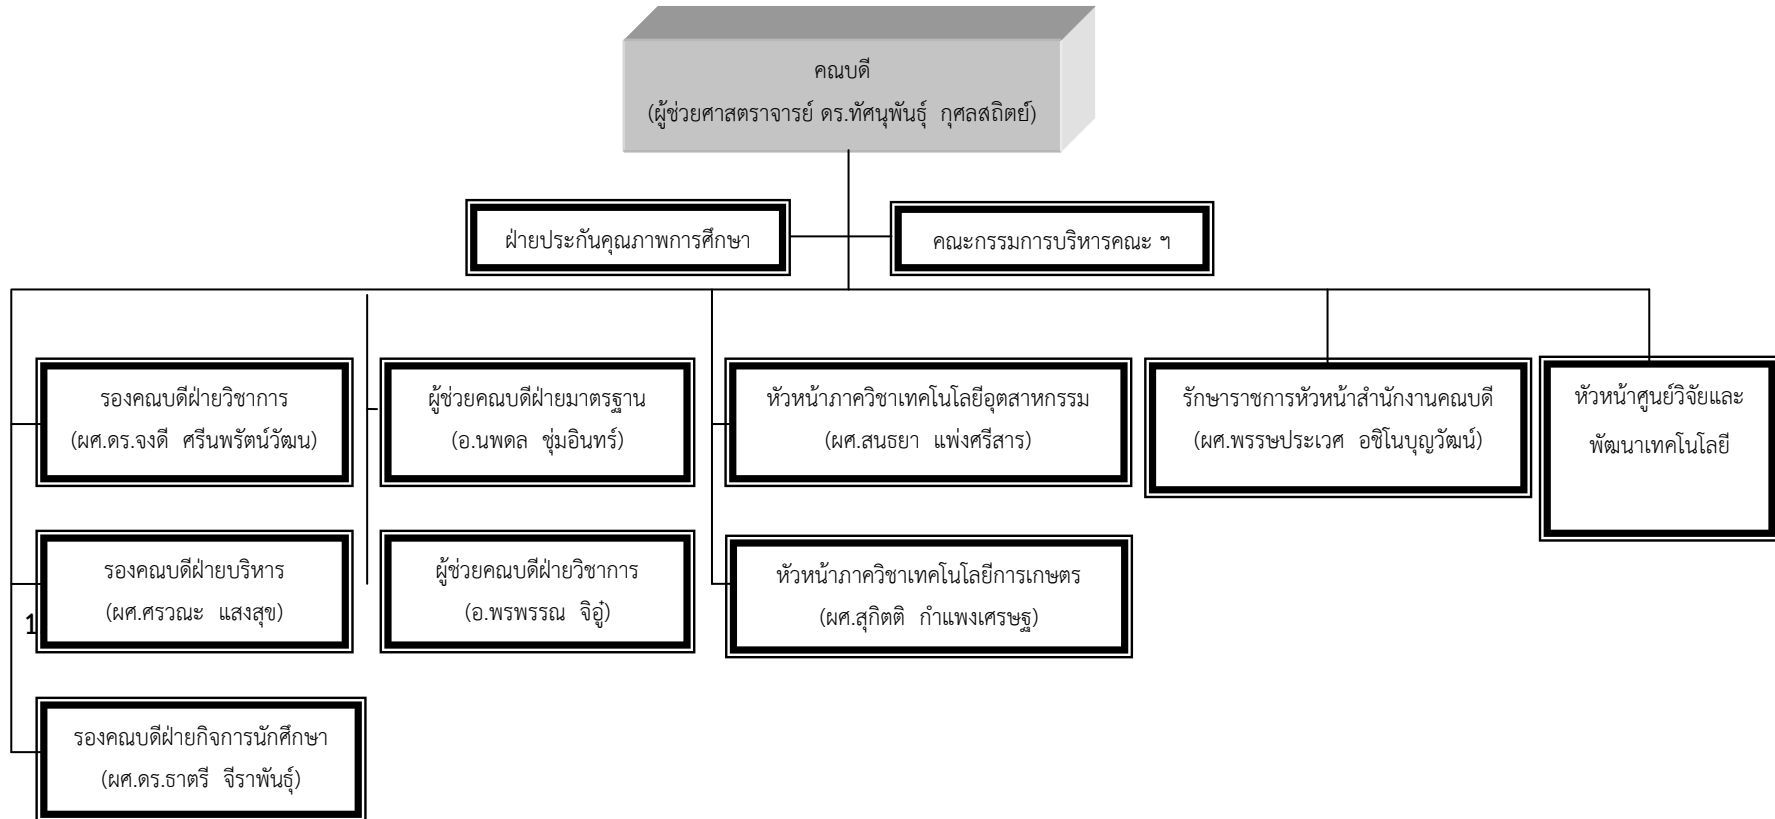 คณบดี
(ผู้ช่วยศาสตราจารย์ ดร.ทัศนุพันธุ์ กุศลสถิตย์)
ฝ่ายประกันคุณภาพการศึกษา
คณะกรรมการบริหารคณะ ฯ
รองคณบดีฝ่ายวิชาการ
(ผศ.ดร.จงดี ศรีนพรัตน์วัฒน)
ผู้ช่วยคณบดีฝ่ายมาตรฐาน
(อ.นพดล ชุ่มอินทร์)
หัวหน้าภาควิชาเทคโนโลยีอุตสาหกรรม
(ผศ.สนธยา แพ่งศรีสาร)
รักษาราชการหัวหน้าสำนักงานคณบดี
(ผศ.พรรษประเวศ อชิโนบุญวัฒน์)
หัวหน้าศูนย์วิจัยและ
พัฒนาเทคโนโลยี
รองคณบดีฝ่ายบริหาร
(ผศ.ศรวณะ แสงสุข)
1
ผู้ช่วยคณบดีฝ่ายวิชาการ
(อ.พรพรรณ จิอู๋)
หัวหน้าภาควิชาเทคโนโลยีการเกษตร
(ผศ.สุกิตติ กำแพงเศรษฐ)
รองคณบดีฝ่ายกิจการนักศึกษา
(ผศ.ดร.ธาตรี จีราพันธุ์)